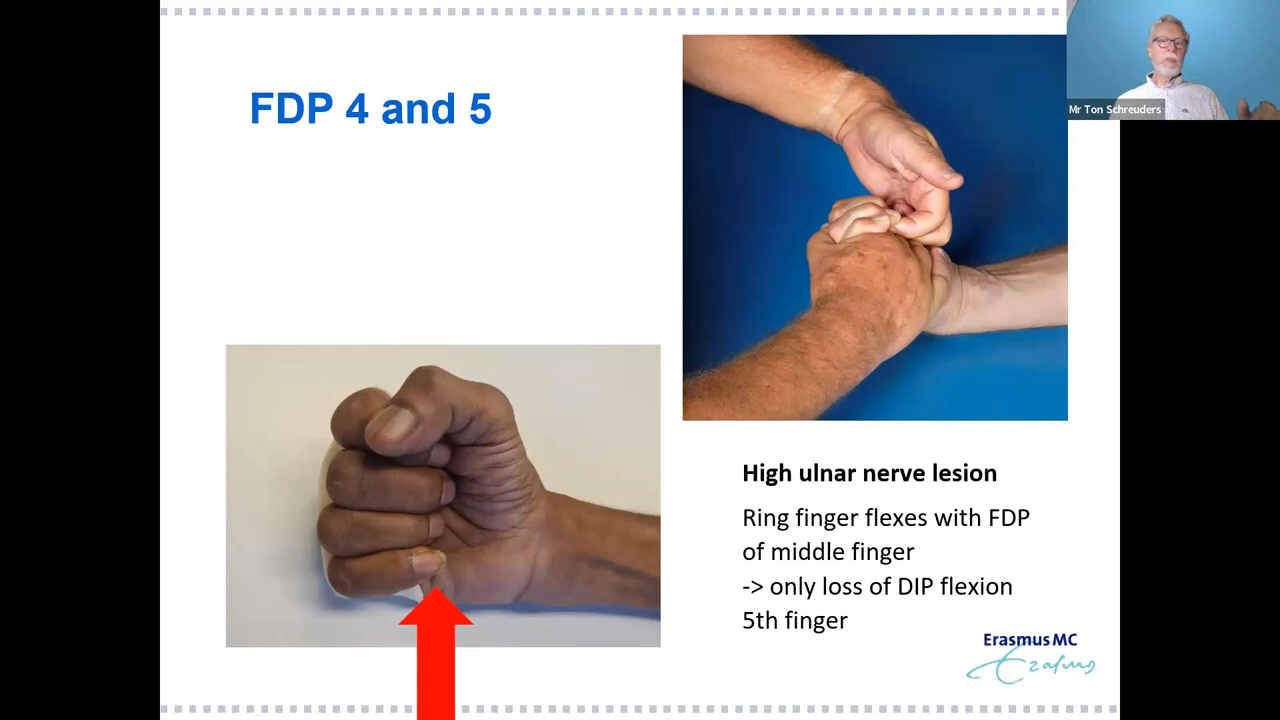 FDP 4 and 5
Mr Ton Schreuders
High ulnar nerve lesion
Ring finger flexes with FDP
of middle finger
-> only loss of DIP flexion
5th finger
Erasmus MC
Erasmus